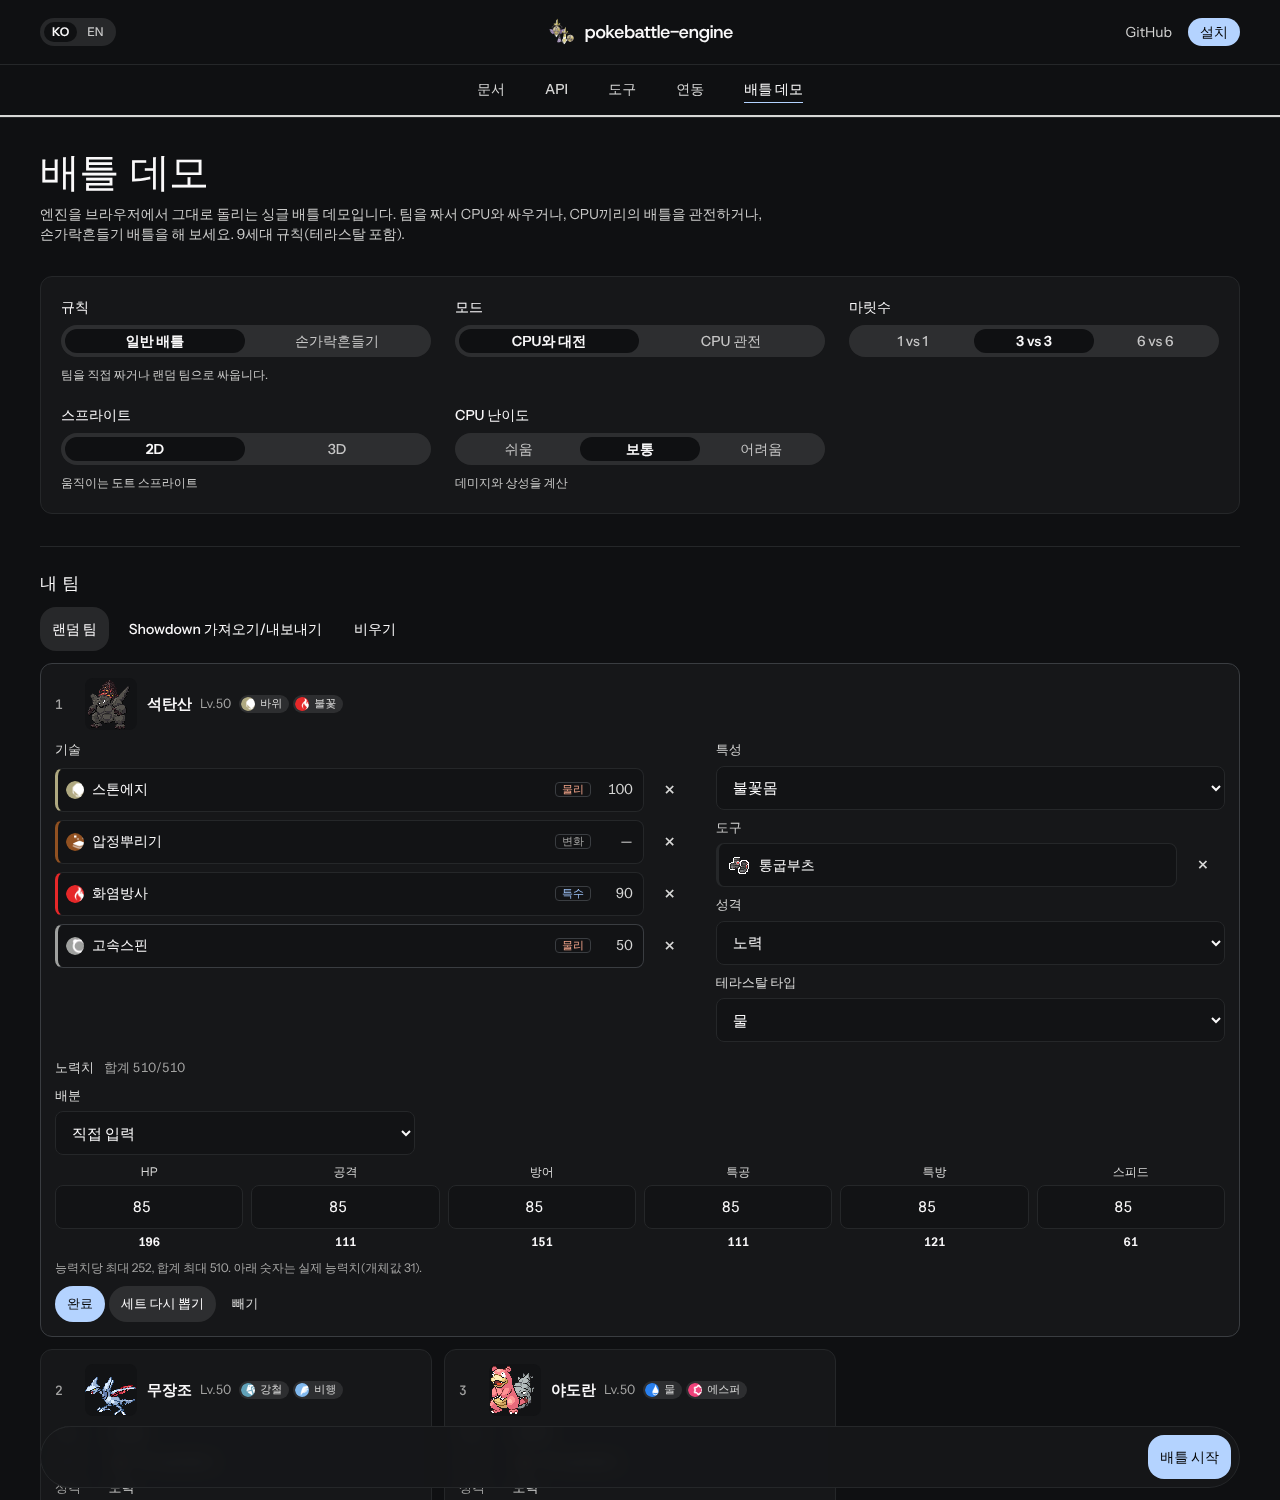 KO EN
pokebattle-engine
GitHub 설치
문서 API 도구 연동 배틀 데모
배틀 데모
엔진을 브라우저에서 그대로 돌리는 싱글 배틀 데모입니다. 팀을 짜서 CPU와 싸우거나, CPU끼리의 배틀을 관전하거나,
손가락흔들기 배틀을 해 보세요. 9세대 규칙(테라스탈 포함).
규칙 모드 마릿수
일반 배틀 손가락흔들기 CPU와 대전 CPU 관전 1 vs 1 3 vs 3 6 vs 6
팀을 직접 짜거나 랜덤 팀으로 싸웁니다.
스프라이트 CPU 난이도
2D 3D 쉬움 보통 어려움
움직이는 도트 스프라이트 데미지와 상성을 계산
내 팀
랜덤 팀 Showdown 가져오기/내보내기 비우기
1 석탄산 Lv.50 바위 불꽃
기술
스톤에지 물리 100 ×
압정뿌리기 변화 — ×
화염방사 특수 90 ×
고속스핀 물리 50 ×
특성
불꽃몸
도구
통굽부츠 ×
성격
노력
테라스탈 타입
물
노력치 합계 510/510
배분
직접 입력
HP 공격 방어 특공 특방 스피드
85 85 85 85 85 85
196 111 151 111 121 61
능력치당 최대 252, 합계 최대 510. 아래 숫자는 실제 능력치(개체값 31).
완료 세트 다시 뽑기 빼기
2 무장조 Lv.50 강철 비행
3 야도란 Lv.50 물 에스퍼
배틀 시작
성격 노력 성격 노력